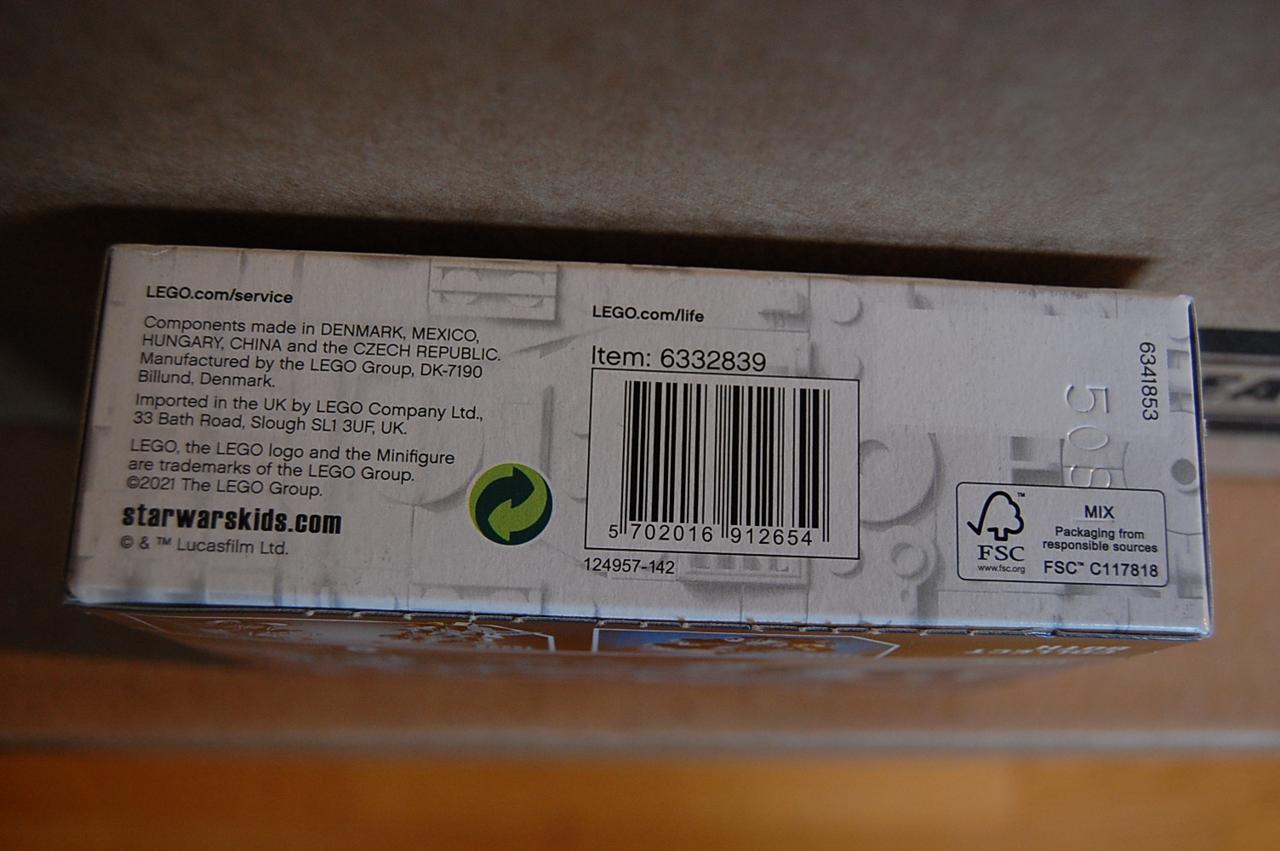 LEGO.com/service
Components made in DENMARK, MEXICO,
HUNGARY, CHINA and the CZECH REPUBLIC.
Manufactured by the LEGO Group, DK-7190
Billund, Denmark.
Imported in the UK by LEGO Company Ltd.,
33 Bath Road, Slough SL1 3UF, UK.
LEGO, the LEGO logo and the Minifigure
are trademarks of the LEGO Group.
©2021 The LEGO Group.
starwarskids.com
© & ™ Lucasfilm Ltd.
LEGO.com/life
Item: 6332839
5 702016 912654
124957-142
6341853
FSC™
www.fsc.org
MIX
Packaging from
responsible sources
FSC™ C117818